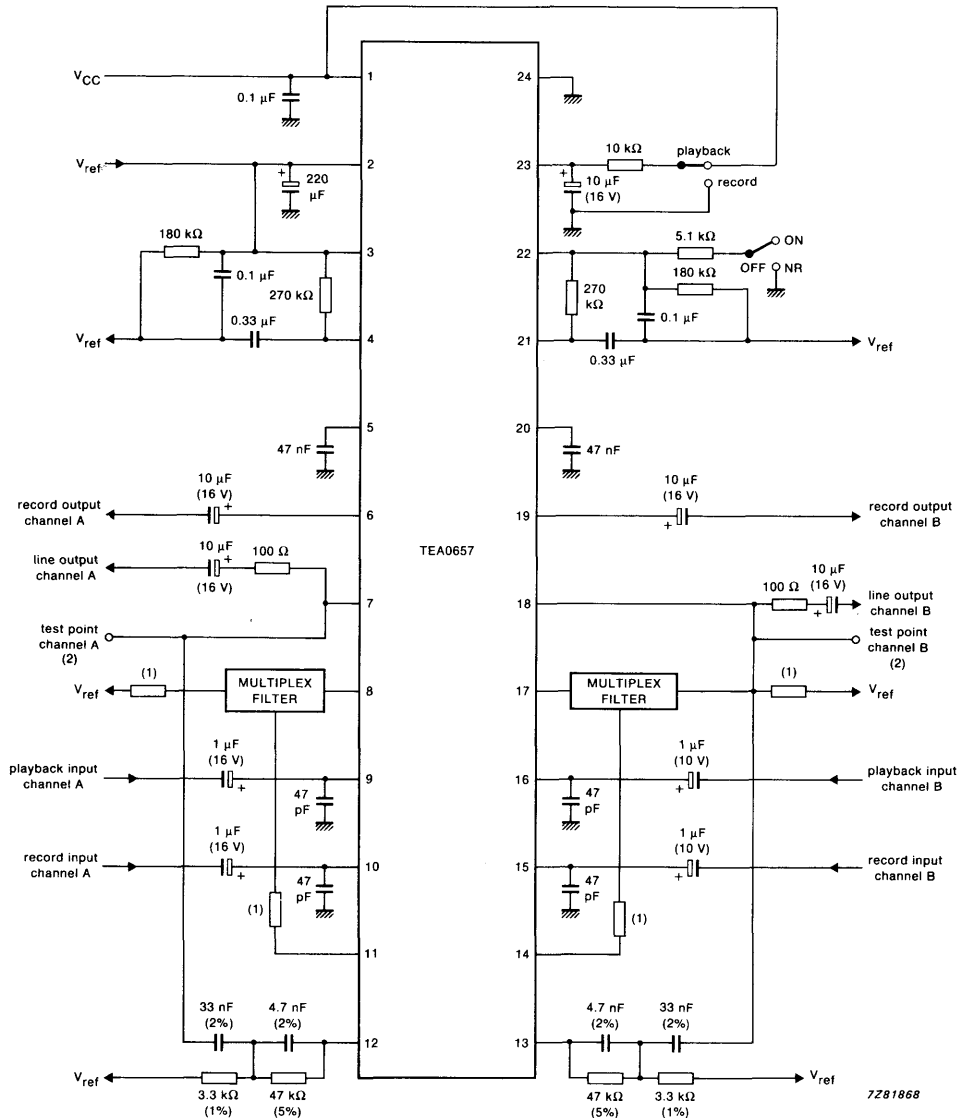 VCC
0.1 μF
1
24
Vref
2
220
μF
+
23
10 kΩ
playback
record
10 μF
(16 V)
+
180 kΩ
3
0.1 μF
270 kΩ
22
5.1 kΩ
ON
OFF
NR
270
kΩ
180 kΩ
0.1 μF
Vref
0.33 μF
4
21
0.33 μF
Vref
5
47 nF
20
47 nF
record output
channel A
10 μF
(16 V)
+
6
19
10 μF
(16 V)
+
record output
channel B
TEA0657
line output
channel A
10 μF
(16 V)
+
100 Ω
7
18
100 Ω
10 μF
(16 V)
+
line output
channel B
test point
channel A
(2)
test point
channel B
(2)
Vref
(1)
MULTIPLEX
FILTER
8
17
MULTIPLEX
FILTER
(1)
Vref
playback input
channel A
1 μF
(16 V)
+
47
pF
9
16
47
pF
1 μF
(10 V)
+
playback input
channel B
record input
channel A
1 μF
(16 V)
+
47
pF
10
15
47
pF
1 μF
(10 V)
+
record input
channel B
(1)
11
14
(1)
33 nF
(2%)
4.7 nF
(2%)
12
13
4.7 nF
(2%)
33 nF
(2%)
Vref
3.3 kΩ
(1%)
47 kΩ
(5%)
47 kΩ
(5%)
3.3 kΩ
(1%)
Vref
7Z81868